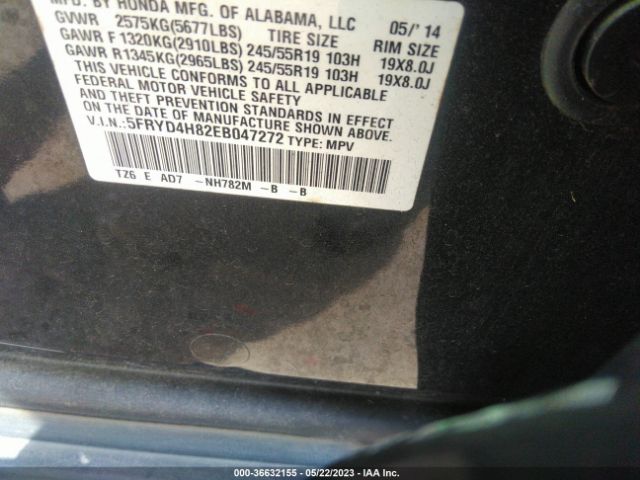 MFD. BY HONDA MFG. OF ALABAMA, LLC 05/' 14
GVWR 2575KG(5677LBS) TIRE SIZE RIM SIZE
GAWR F 1320KG(2910LBS) 245/55R19 103H 19X8.0J
GAWR R1345KG(2965LBS) 245/55R19 103H 19X8.0J
THIS VEHICLE CONFORMS TO ALL APPLICABLE
FEDERAL MOTOR VEHICLE SAFETY
AND THEFT PREVENTION STANDARDS IN EFFECT
ON THE DATE OF MANUFACTURE SHOWN ABOVE.
V.I.N.:5FRYD4H82EB047272 TYPE: MPV
TZ6 E AD7 -NH782M -B -B
000-36632155 - 05/22/2023 - IAA Inc.